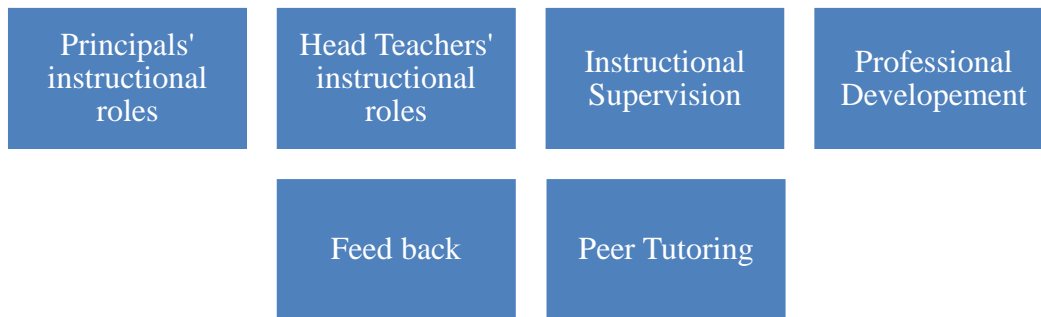 Principals'
instructional
roles
Head Teachers'
instructional
roles
Instructional
Supervision
Professional
Developement
Feed back
Peer Tutoring